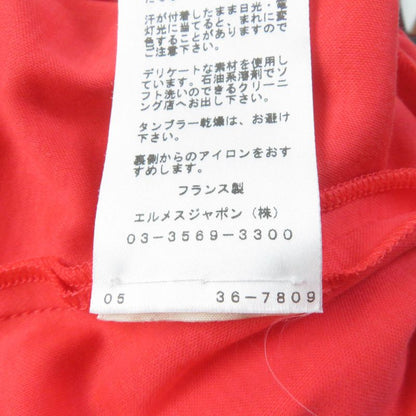 汗が付着したまま日光・電
灯光に当てると、まれに変
色することがありますので
ご注意下さい。
デリケートな素材を使用し
ています。石油系溶剤でソ
フト洗いのできるクリーニ
ング店へお出し下さい。
タンブラー乾燥は、お避け
下さい。
裏側からのアイロンをおす
すめします。
フランス製
エルメスジャポン（株）
03-3569-3300
05 36-7809